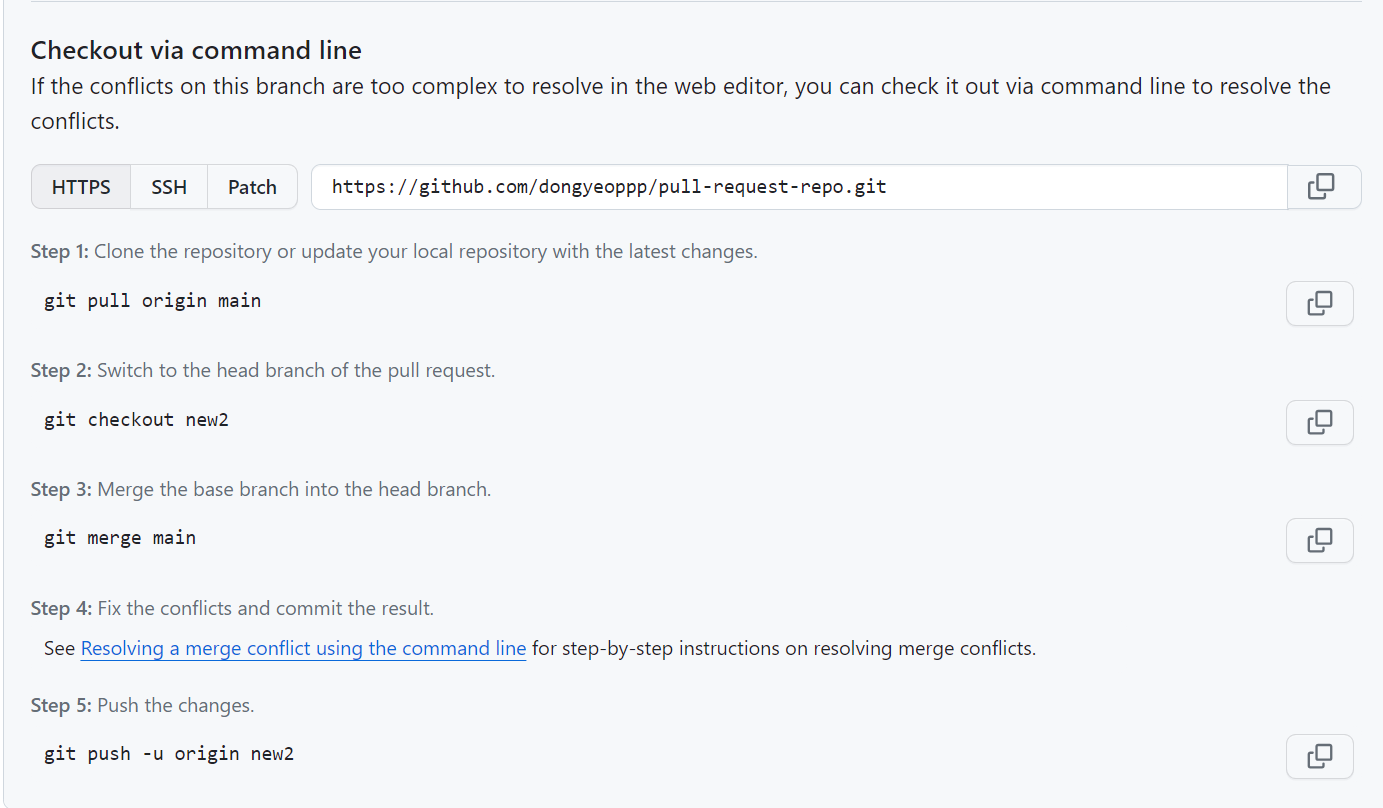 Checkout via command line
If the conflicts on this branch are too complex to resolve in the web editor, you can check it out via command line to resolve the
conflicts.
HTTPS SSH Patch https://github.com/dongyeoppp/pull-request-repo.git
Step 1: Clone the repository or update your local repository with the latest changes.
git pull origin main
Step 2: Switch to the head branch of the pull request.
git checkout new2
Step 3: Merge the base branch into the head branch.
git merge main
Step 4: Fix the conflicts and commit the result.
See Resolving a merge conflict using the command line for step-by-step instructions on resolving merge conflicts.
Step 5: Push the changes.
git push -u origin new2